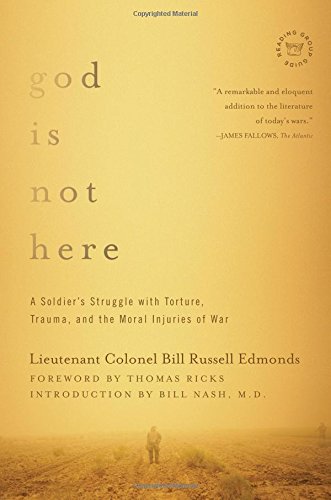 Copyrighted Material
READING GROUP GUIDE
god
is
not
here
"A remarkable and eloquent
addition to the literature
of today's wars."
—JAMES FALLOWS, The Atlantic
A Soldier's Struggle with Torture,
Trauma, and the Moral Injuries of War
Lieutenant Colonel Bill Russell Edmonds
FOREWORD BY THOMAS RICKS
INTRODUCTION BY BILL NASH, M.D.
Copyrighted Material